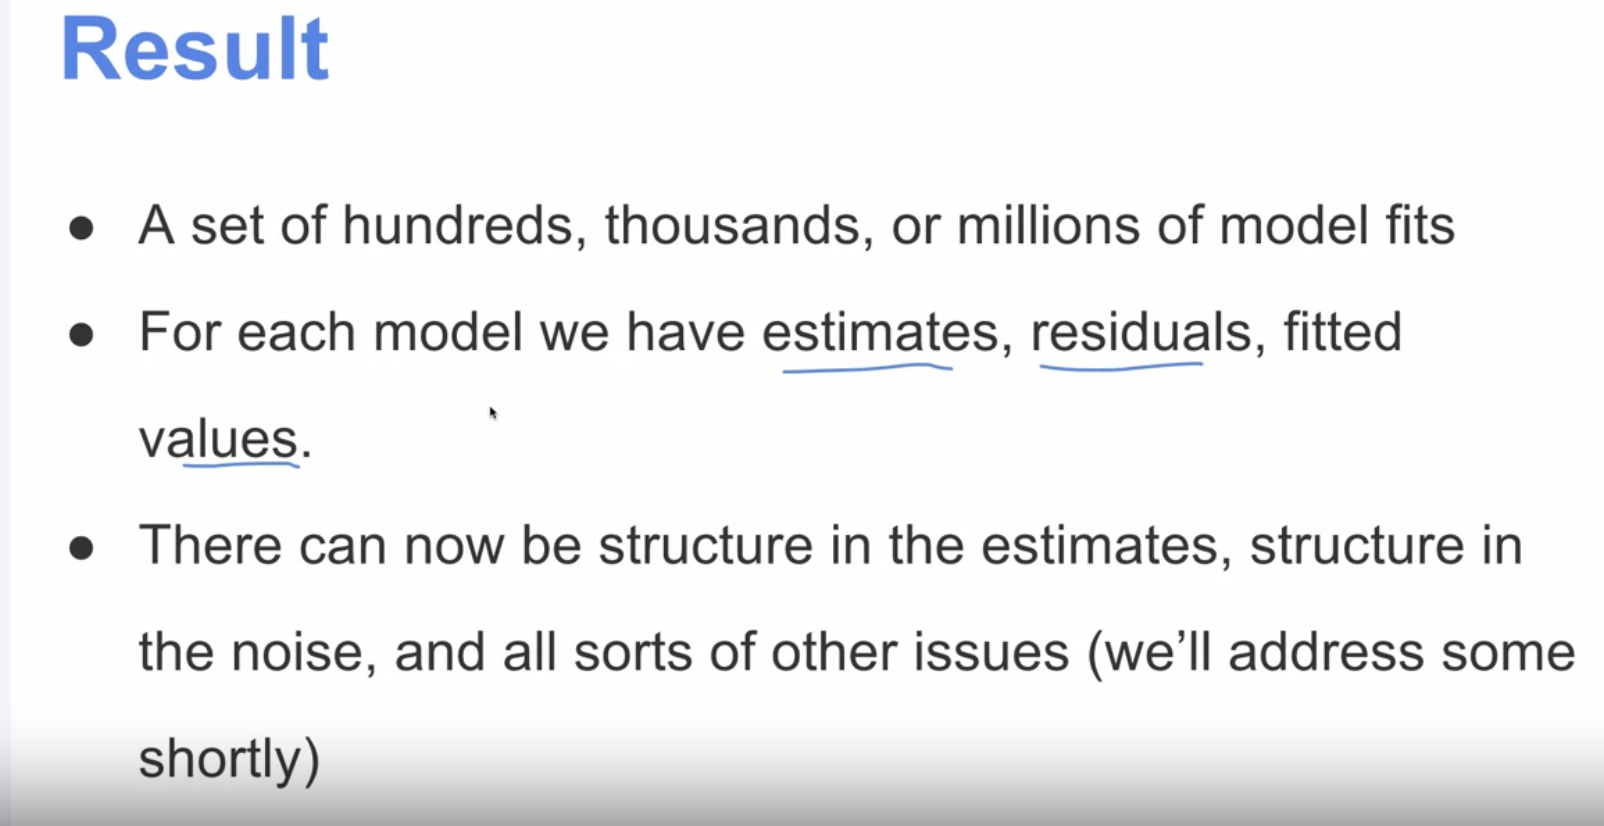 Result
● A set of hundreds, thousands, or millions of model fits
● For each model we have estimates, residuals, fitted
values.
● There can now be structure in the estimates, structure in
the noise, and all sorts of other issues (we’ll address some
shortly)